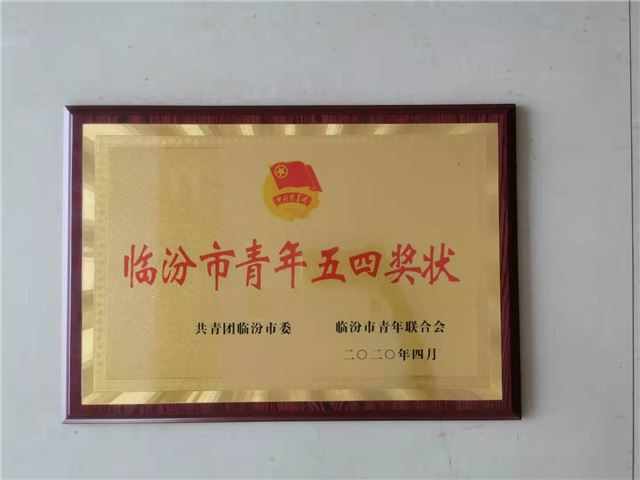 临汾市青年五四奖状
共青团临汾市委 临汾市青年联合会
二〇二〇年四月